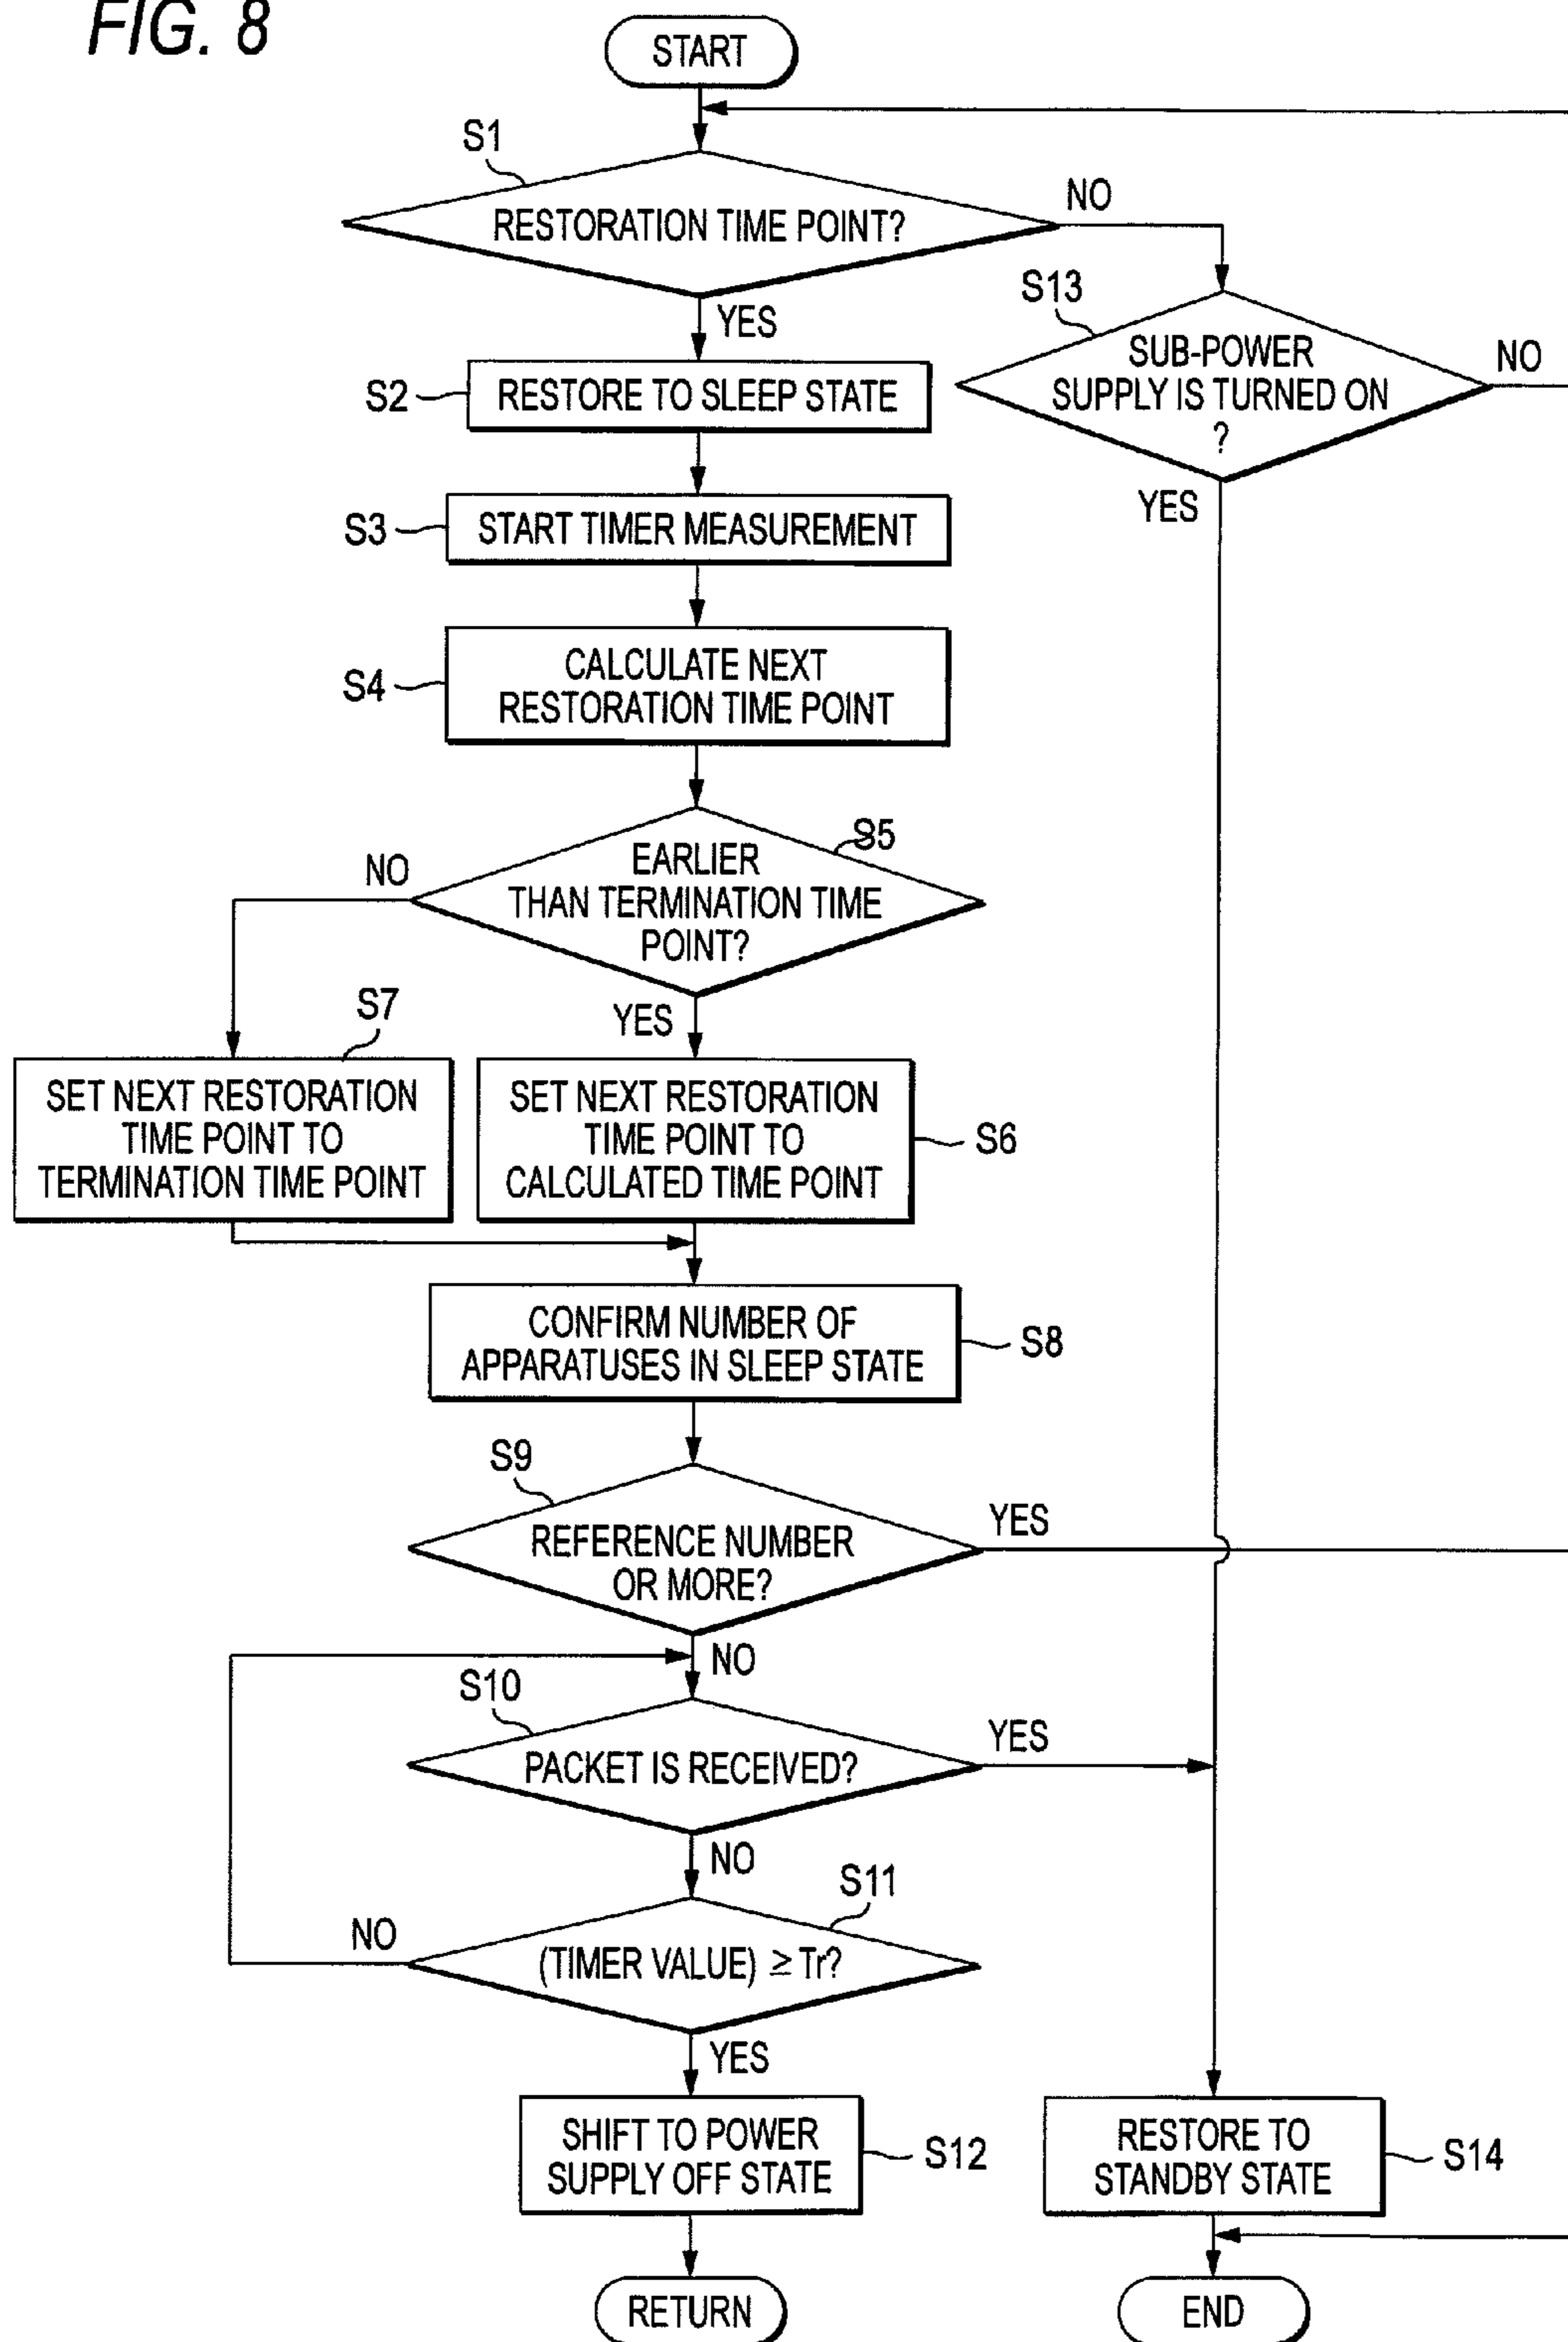 FIG. 8
START
S1
RESTORATION TIME POINT?
NO
YES
S13
SUB-POWER
SUPPLY IS TURNED ON
?
NO
YES
S2
RESTORE TO SLEEP STATE
S3
START TIMER MEASUREMENT
S4
CALCULATE NEXT
RESTORATION TIME POINT
S5
EARLIER
THAN TERMINATION TIME
POINT?
NO
YES
S7
SET NEXT RESTORATION
TIME POINT TO
TERMINATION TIME POINT
SET NEXT RESTORATION
TIME POINT TO
CALCULATED TIME POINT
S6
CONFIRM NUMBER OF
APPARATUSES IN SLEEP STATE
S8
S9
REFERENCE NUMBER
OR MORE?
YES
NO
S10
PACKET IS RECEIVED?
YES
NO
S11
(TIMER VALUE) ≥ Tr?
NO
YES
SHIFT TO POWER
SUPPLY OFF STATE
S12
RESTORE TO
STANDBY STATE
S14
RETURN
END